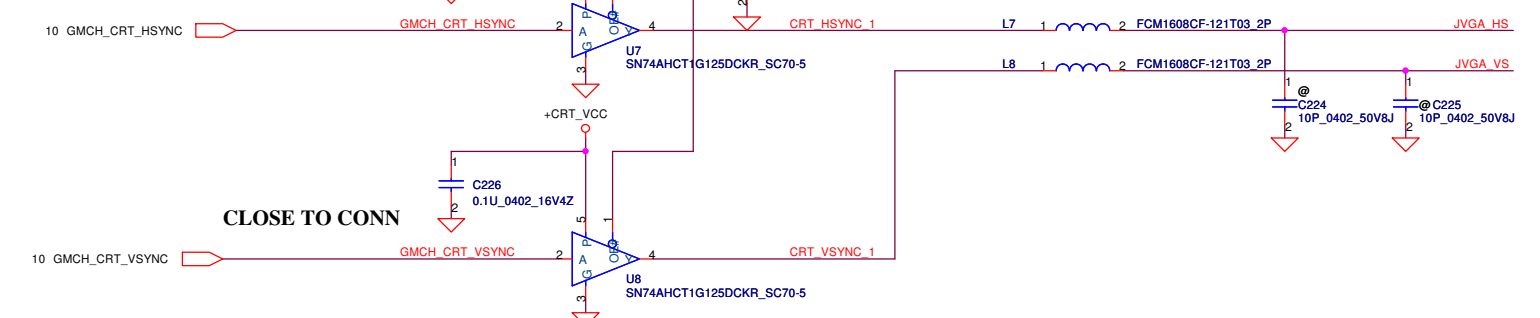 10 GMCH_CRT_HSYNC
GMCH_CRT_HSYNC
2
P
OE#
A
Y
G
4
3
CRT_HSYNC_1
L7
1
2
FCM1608CF-121T03_2P
JVGA_HS
U7
SN74AHCT1G125DCKR_SC70-5
L8
1
2
FCM1608CF-121T03_2P
JVGA_VS
+CRT_VCC
1
@
C224
10P_0402_50V8J
2
1
@
C225
10P_0402_50V8J
2
1
C226
0.1U_0402_16V4Z
2
CLOSE TO CONN
5
1
10 GMCH_CRT_VSYNC
GMCH_CRT_VSYNC
2
P
OE#
A
Y
G
4
3
CRT_VSYNC_1
U8
SN74AHCT1G125DCKR_SC70-5